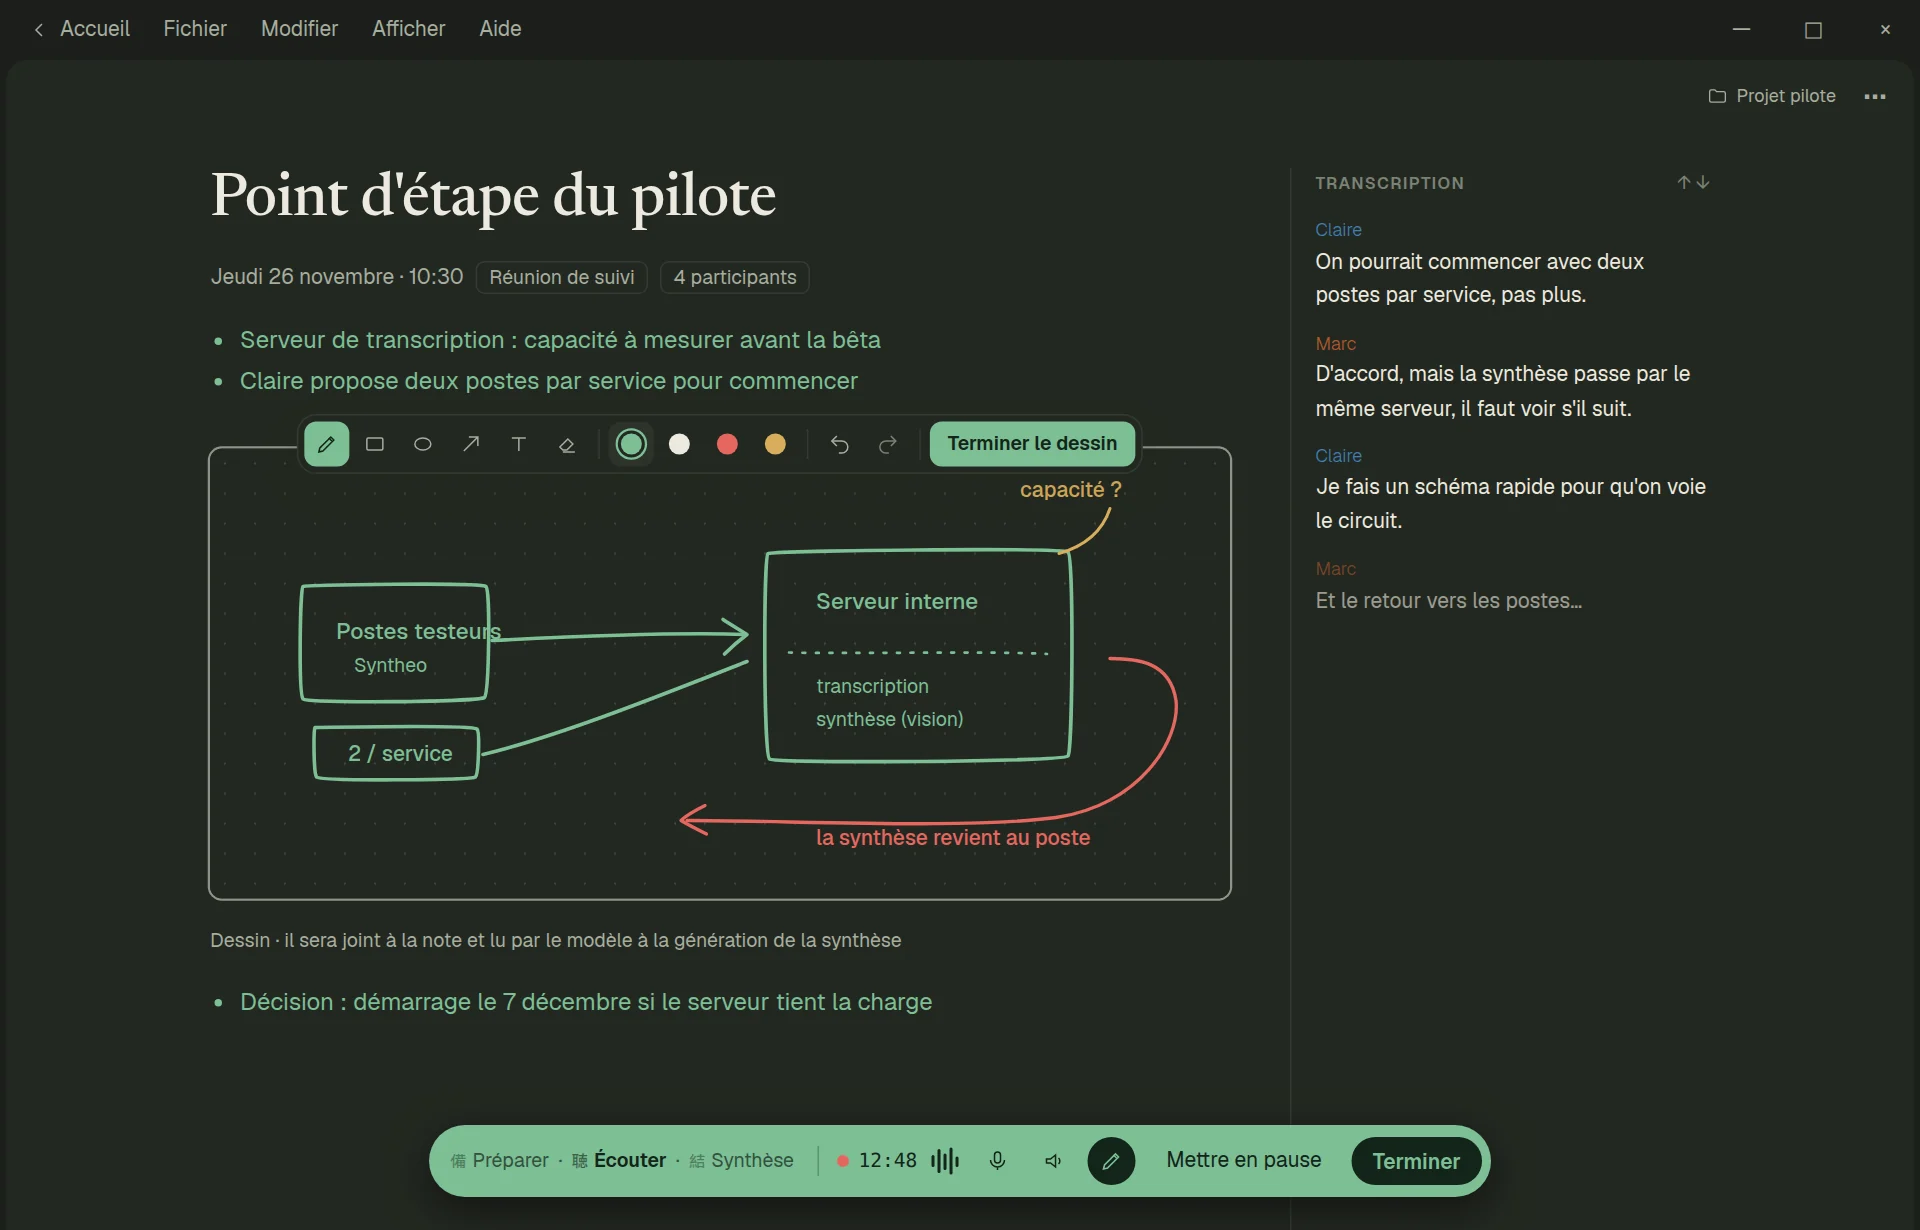 Accueil Fichier Modifier Afficher Aide
Projet pilote
Point d'étape du pilote
Jeudi 26 novembre · 10:30 Réunion de suivi 4 participants
• Serveur de transcription : capacité à mesurer avant la bêta
• Claire propose deux postes par service pour commencer
T Terminer le dessin
capacité ?
Postes testeurs
Syntheo
2 / service
Serveur interne
transcription
synthèse (vision)
la synthèse revient au poste
Dessin · il sera joint à la note et lu par le modèle à la génération de la synthèse
• Décision : démarrage le 7 décembre si le serveur tient la charge
TRANSCRIPTION
Claire
On pourrait commencer avec deux
postes par service, pas plus.
Marc
D'accord, mais la synthèse passe par le
même serveur, il faut voir s'il suit.
Claire
Je fais un schéma rapide pour qu'on voie
le circuit.
Marc
Et le retour vers les postes...
備 Préparer · 聴 Écouter · 結 Synthèse 12:48 Mettre en pause Terminer